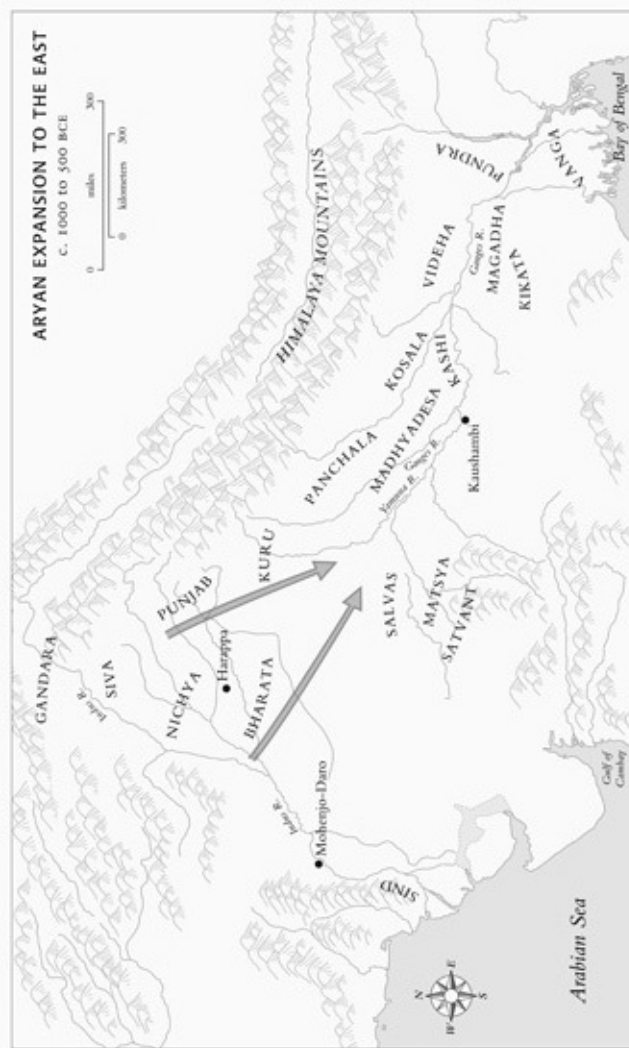 ARYAN EXPANSION TO THE EAST
c. 1000 TO 500 BCE
0 miles 300
0 kilometers 300
GANDARA
Indus R.
SIVA
NICHYA
PUNJAB
Harappa
BHARATA
Indus R.
Mohenjo-Daro
SIND
KURU
HIMALAYA MOUNTAINS
PANCHALA
KOSALA
MADHYADESA
Ganges R.
Yamuna R.
KASHI
Kaushambi
SALVAS
MATSYA
SATVANT
VIDEHA
Ganges R.
MAGADHA
KIKATA
PUNDRA
VANGA
Bay of Bengal
Gulf of
Cambay
Arabian Sea
N
W
E
S